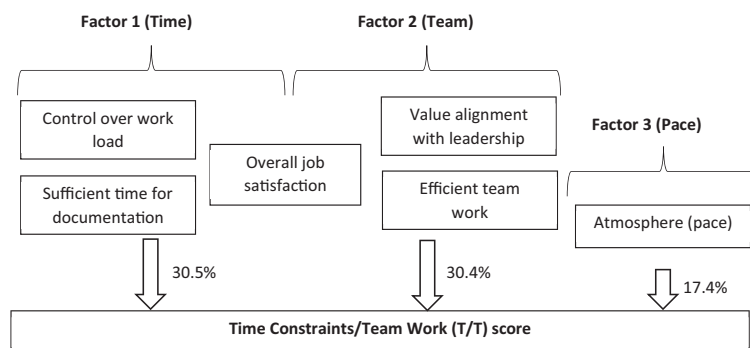 Factor 1 (Time)
Factor 2 (Team)
Control over work
load
Value alignment
with leadership
Factor 3 (Pace)
Overall job
satisfaction
Sufficient time for
documentation
Efficient team
work
Atmosphere (pace)
30.5%
30.4%
17.4%
Time Constraints/Team Work (T/T) score